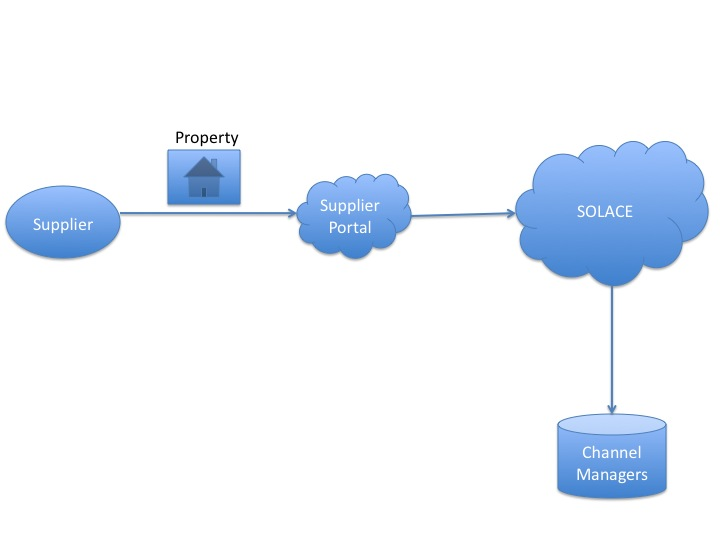 Property
Supplier
Supplier
Portal
SOLACE
Channel
Managers